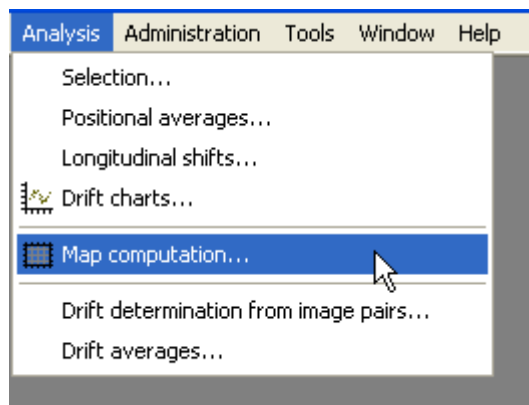 Analysis Administration Tools Window Help
Selection...
Positional averages...
Longitudinal shifts...
Drift charts...
Map computation...
Drift determination from image pairs...
Drift averages...